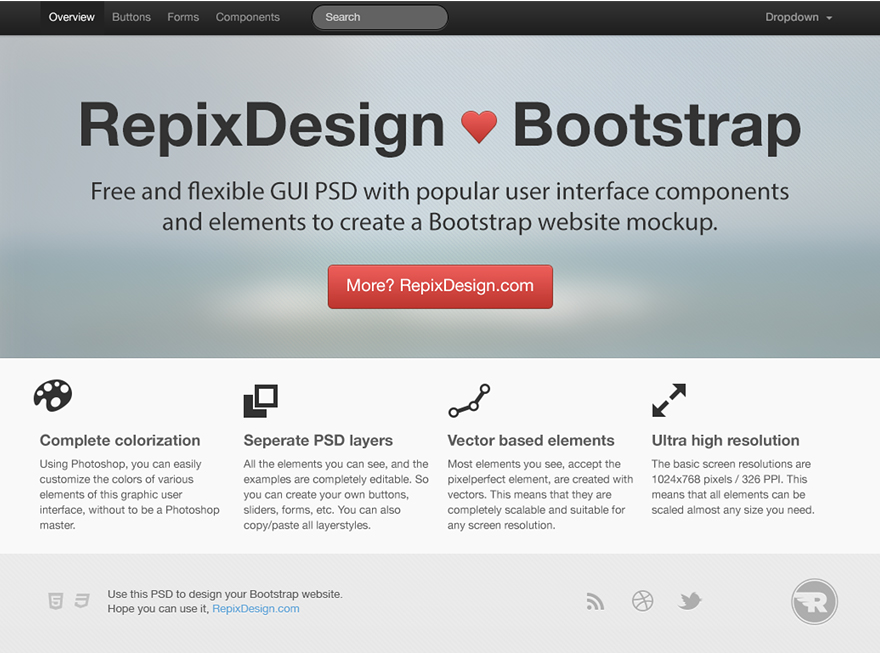 Overview Buttons Forms Components Search Dropdown
RepixDesign Bootstrap
Free and flexible GUI PSD with popular user interface components
and elements to create a Bootstrap website mockup.
More? RepixDesign.com
Complete colorization
Using Photoshop, you can easily
customize the colors of various
elements of this graphic user
interface, without to be a Photoshop
master.
Seperate PSD layers
All the elements you can see, and the
examples are completely editable. So
you can create your own buttons,
sliders, forms, etc. You can also
copy/paste all layerstyles.
Vector based elements
Most elements you see, accept the
pixelperfect element, are created with
vectors. This means that they are
completely scalable and suitable for
any screen resolution.
Ultra high resolution
The basic screen resolutions are
1024x768 pixels / 326 PPI. This
means that all elements can be
scaled almost any size you need.
Use this PSD to design your Bootstrap website.
Hope you can use it, RepixDesign.com
R